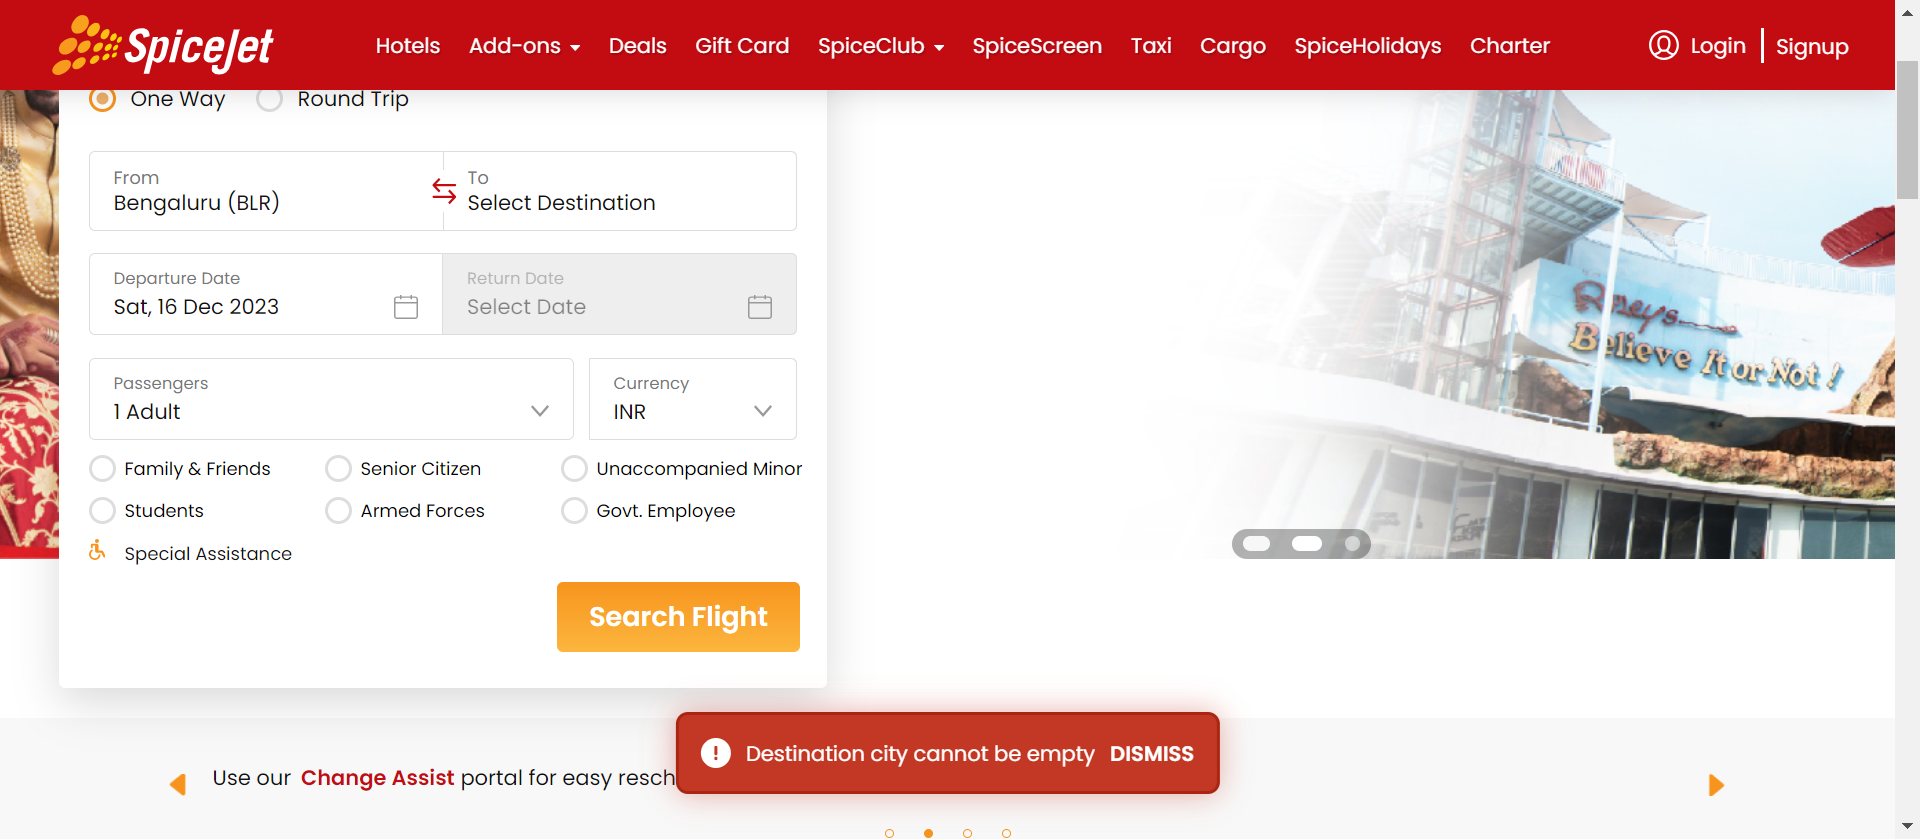 SpiceJet
Hotels Add-ons Deals Gift Card SpiceClub SpiceScreen Taxi Cargo SpiceHolidays Charter Login Signup
One Way Round Trip
From
Bengaluru (BLR)
To
Select Destination
Departure Date
Sat, 16 Dec 2023
Return Date
Select Date
Passengers
1 Adult
Currency
INR
Family & Friends Senior Citizen Unaccompanied Minor
Students Armed Forces Govt. Employee
Special Assistance
Search Flight
Ripley's
Believe It or Not !
Destination city cannot be empty DISMISS
Use our Change Assist portal for easy resch